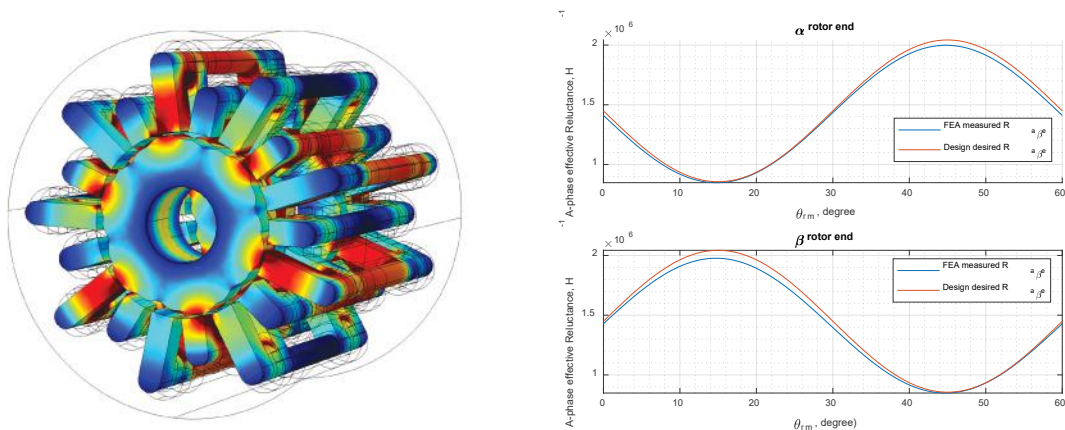 × 10 6
-1
α rotor end
A-phase effective Reluctance, H
2
1.5
1
FEA measured R a β e
Design desired R a β e
0 10 20 30 40 50 60
θrm, degree
× 10 6
-1
β rotor end
A-phase effective Reluctance, H
2
1.5
1
FEA measured R a β e
Design desired R a β e
0 10 20 30 40 50 60
θrm, degree)